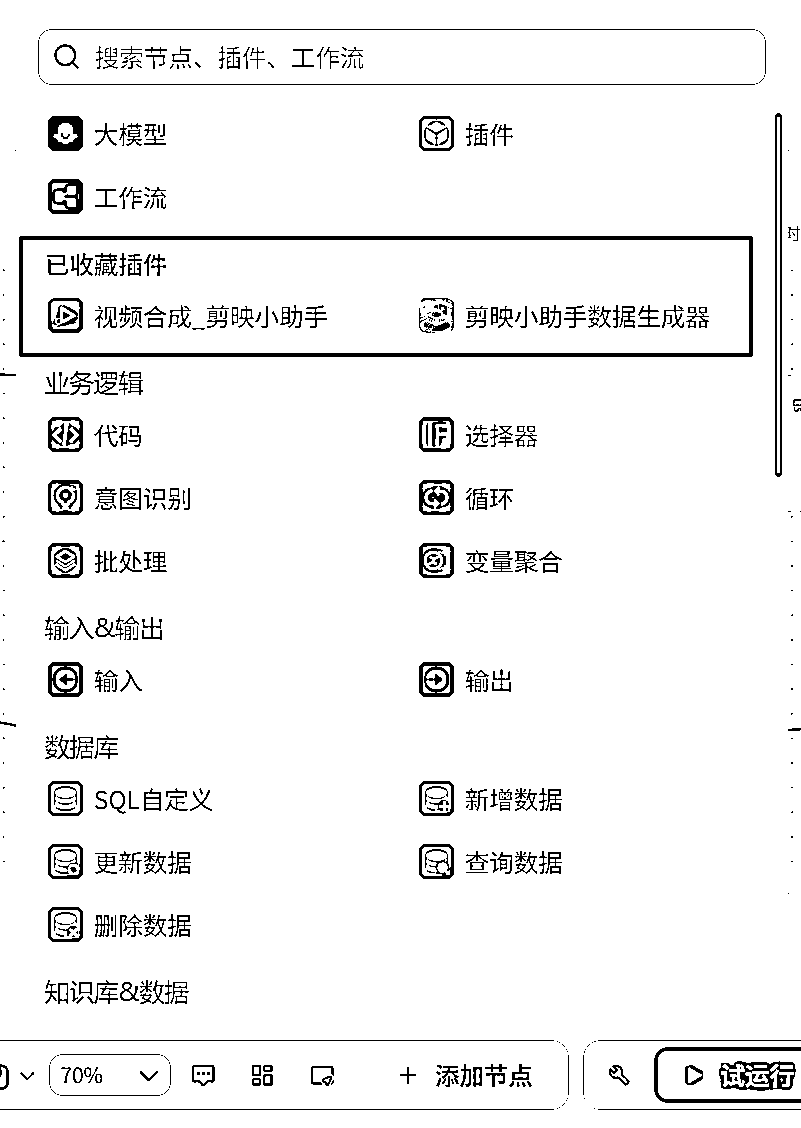 搜索节点、插件、工作流
大模型
插件
工作流
已收藏插件
视频合成_剪映小助手
剪映小助手数据生成器
业务逻辑
代码
选择器
意图识别
循环
批处理
变量聚合
输入&输出
输入
输出
数据库
SQL自定义
新增数据
更新数据
查询数据
删除数据
知识库&数据
70%
添加节点
试运行